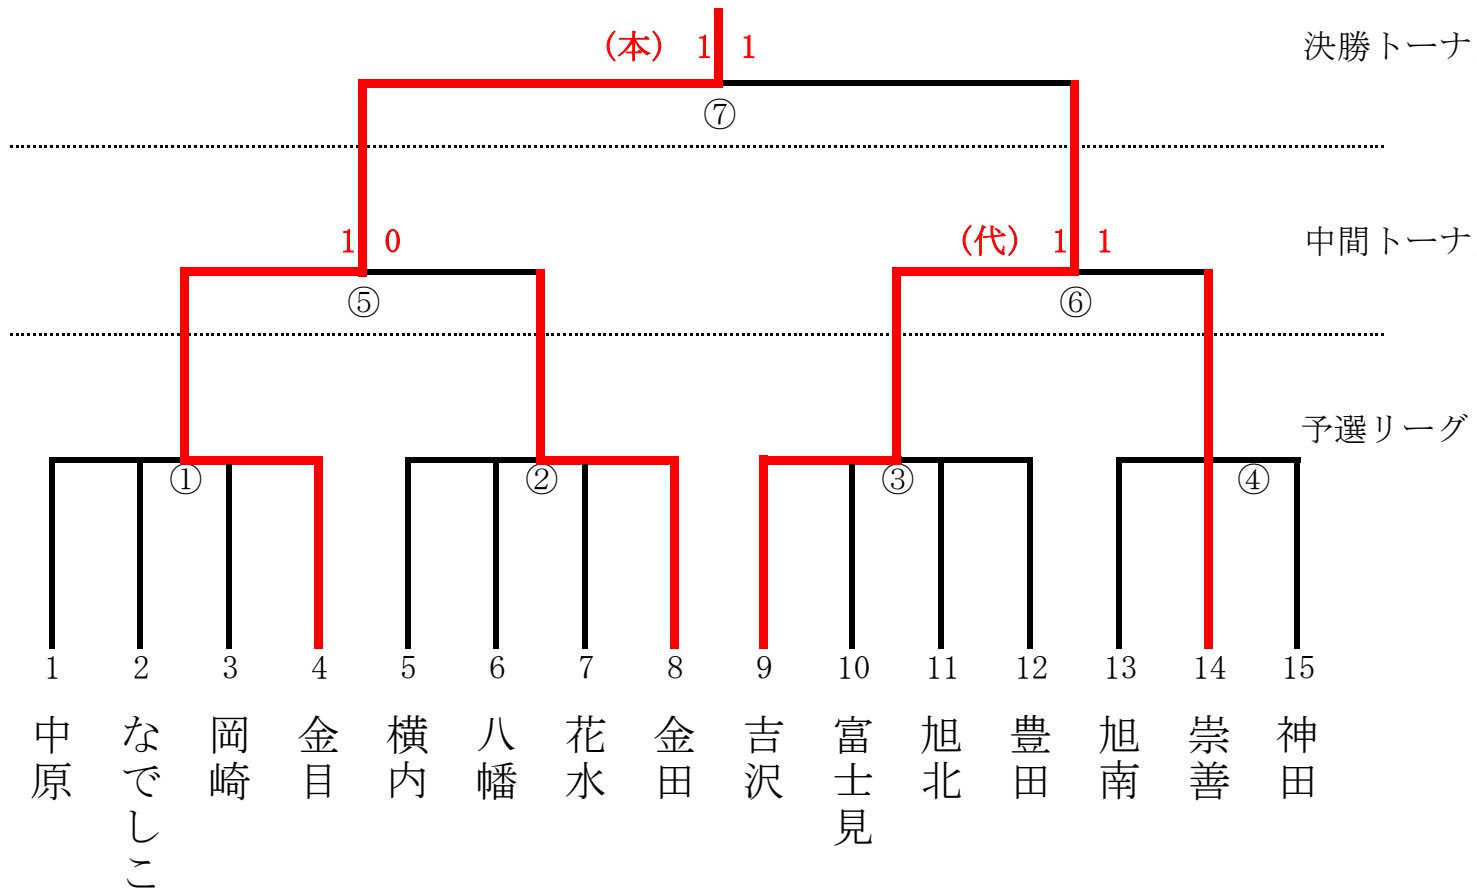 (本) 1 1
決勝トーナ
⑦
1 0
(代) 1 1
中間トーナ
⑤
⑥
予選リーグ
①
②
③
④
1 2 3 4 5 6 7 8 9 10 11 12 13 14 15
中原
なでしこ
岡崎
金目
横内
八幡
花水
金田
吉沢
富士見
旭北
豊田
旭南
崇善
神田